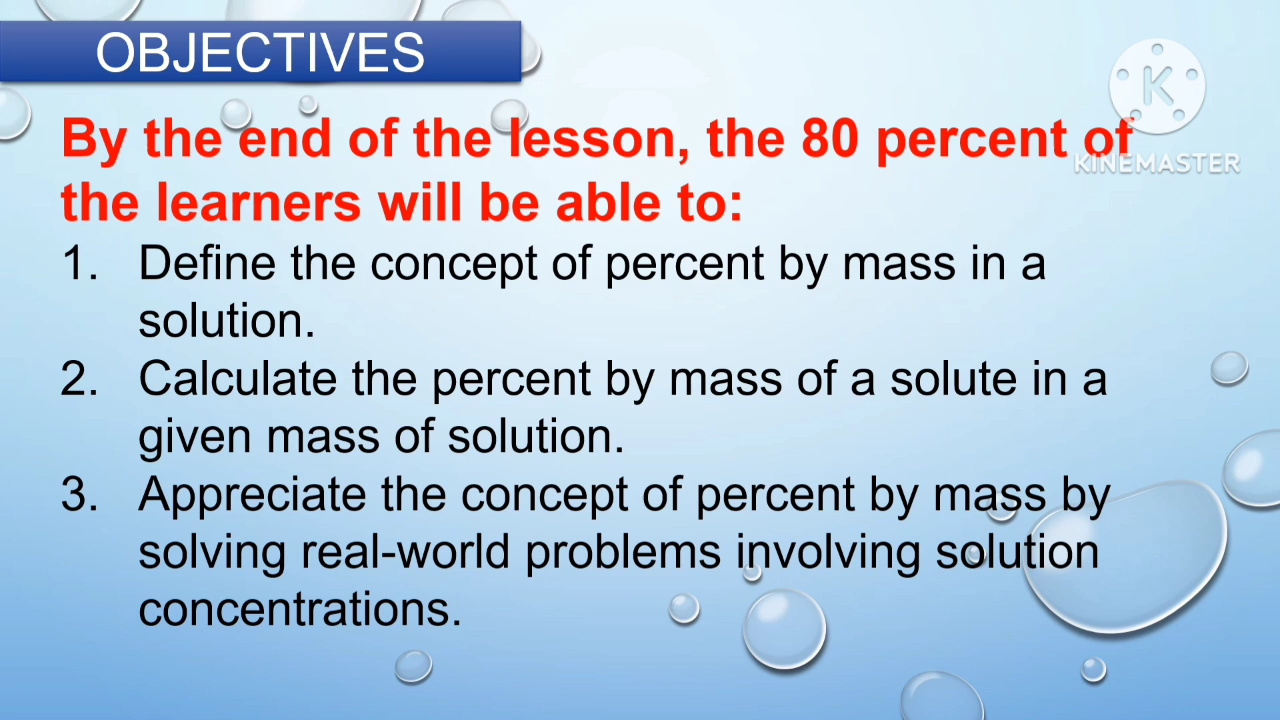 OBJECTIVES
By the end of the lesson, the 80 percent of
the learners will be able to:
1. Define the concept of percent by mass in a
solution.
2. Calculate the percent by mass of a solute in a
given mass of solution.
3. Appreciate the concept of percent by mass by
solving real-world problems involving solution
concentrations.
K
KINEMASTER